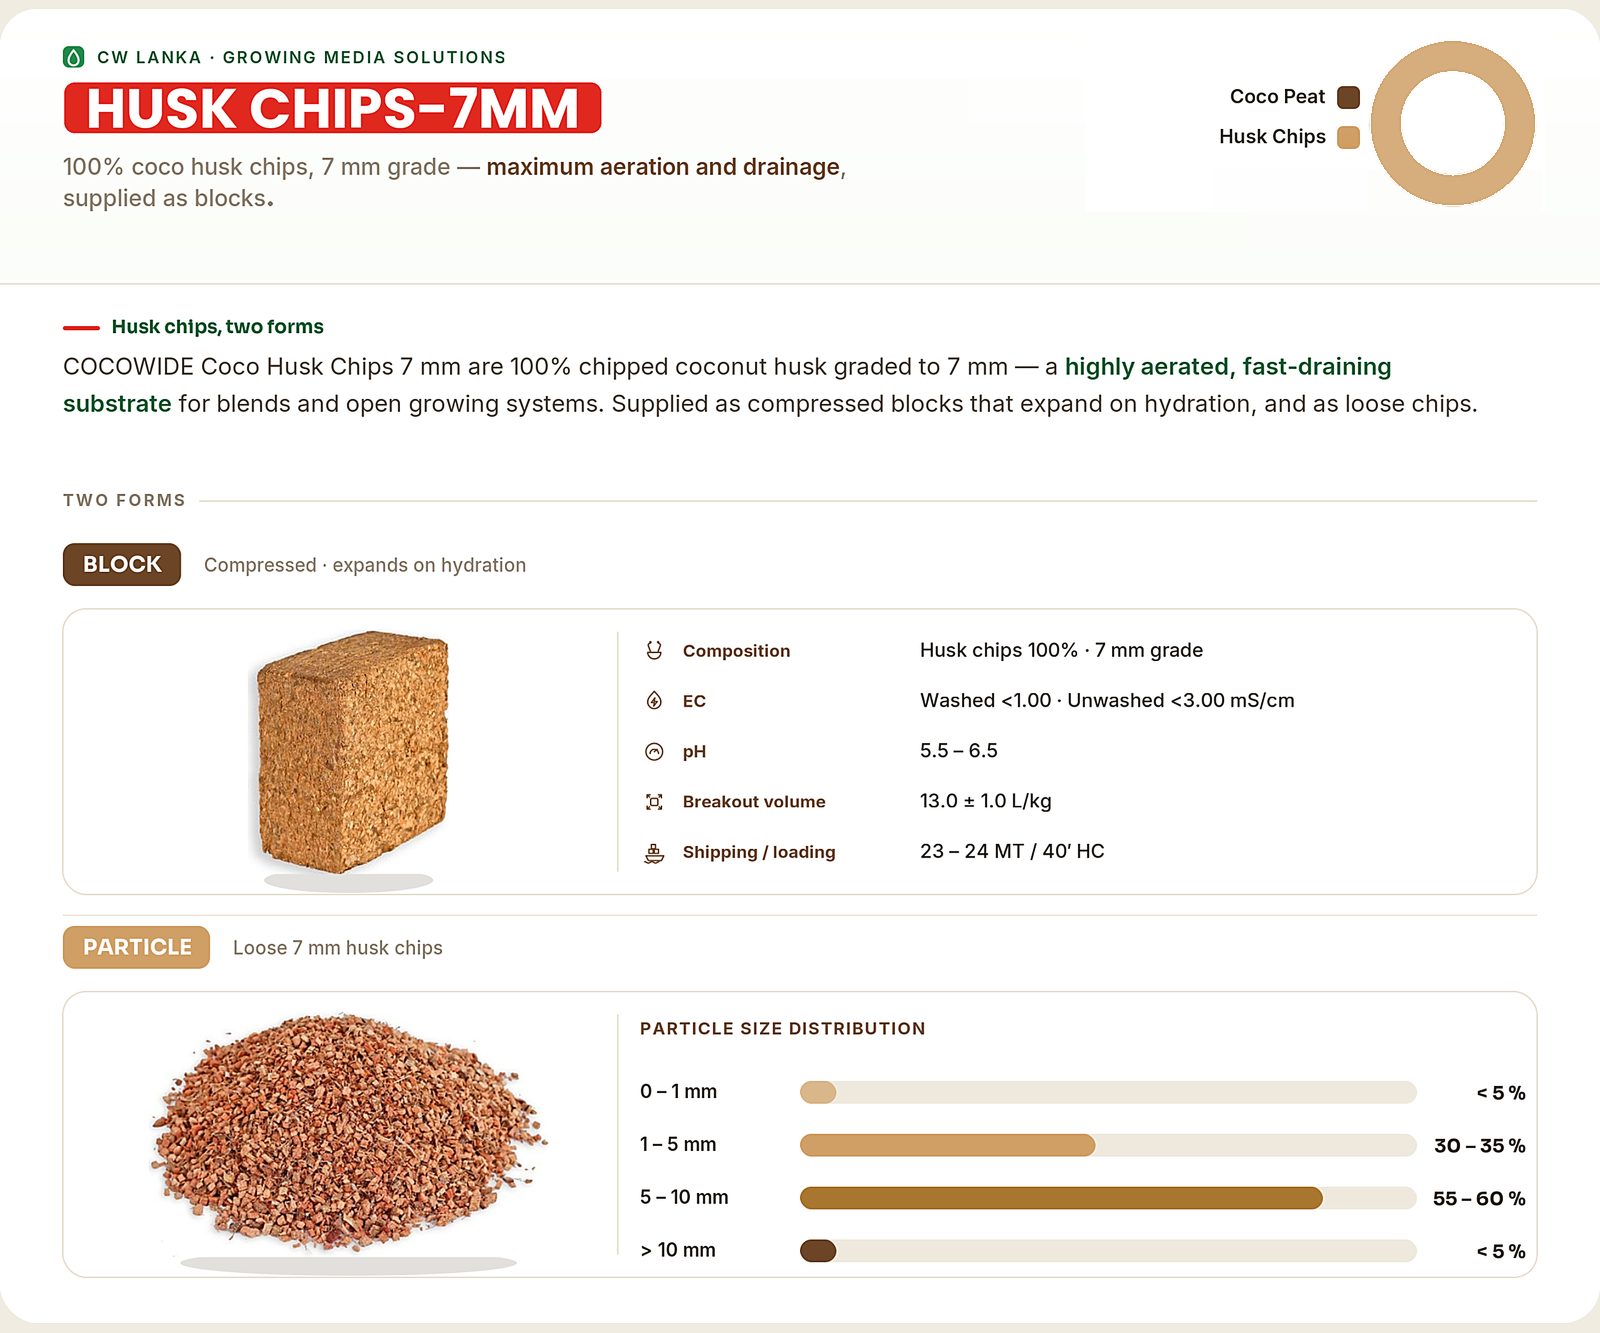 CW LANKA · GROWING MEDIA SOLUTIONS
HUSK CHIPS-7MM
100% coco husk chips, 7 mm grade — maximum aeration and drainage,
supplied as blocks.
Coco Peat
Husk Chips
Husk chips, two forms
COCOWIDE Coco Husk Chips 7 mm are 100% chipped coconut husk graded to 7 mm — a highly aerated, fast-draining
substrate for blends and open growing systems. Supplied as compressed blocks that expand on hydration, and as loose chips.
TWO FORMS
BLOCK Compressed · expands on hydration
Composition Husk chips 100% · 7 mm grade
EC Washed <1.00 · Unwashed <3.00 mS/cm
pH 5.5 – 6.5
Breakout volume 13.0 ± 1.0 L/kg
Shipping / loading 23 – 24 MT / 40′ HC
PARTICLE Loose 7 mm husk chips
PARTICLE SIZE DISTRIBUTION
0 – 1 mm < 5 %
1 – 5 mm 30 – 35 %
5 – 10 mm 55 – 60 %
> 10 mm < 5 %